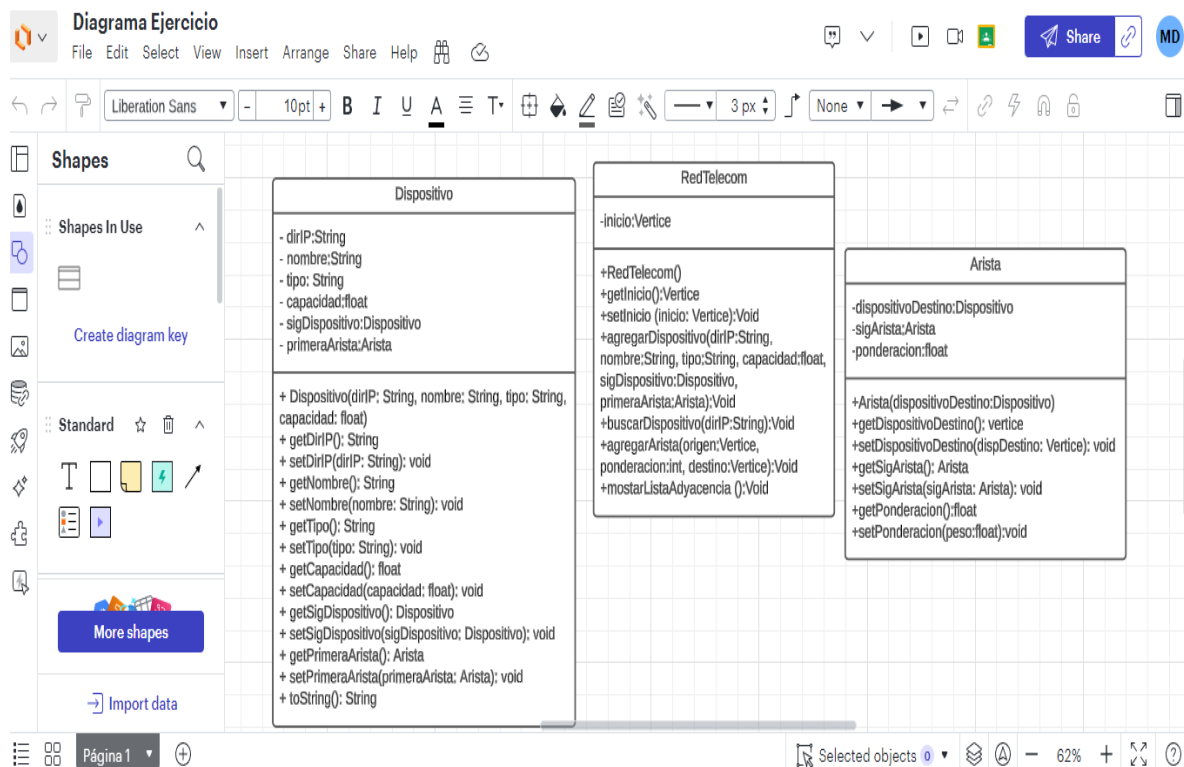 Diagrama Ejercicio
File Edit Select View Insert Arrange Share Help
Share
MD
Liberation Sans
- 10pt +
B I U A T
3 px
None
Shapes
Shapes In Use
Create diagram key
Standard
T
More shapes
Import data
Dispositivo
- dirIP:String
- nombre:String
- tipo: String
- capacidad:float
- sigDispositivo:Dispositivo
- primeraArista:Arista
+ Dispositivo(dirIP: String, nombre: String, tipo: String,
capacidad: float)
+ getDirIP(): String
+ setDirIP(dirIP: String): void
+ getNombre(): String
+ setNombre(nombre: String): void
+ getTipo(): String
+ setTipo(tipo: String): void
+ getCapacidad(): float
+ setCapacidad(capacidad: float): void
+ getSigDispositivo(): Dispositivo
+ setSigDispositivo(sigDispositivo: Dispositivo): void
+ getPrimeraArista(): Arista
+ setPrimeraArista(primeraArista: Arista): void
+ toString(): String
RedTelecom
-inicio:Vertice
+RedTelecom()
+getInicio():Vertice
+setInicio (inicio: Vertice):Void
+agregarDispositivo(dirIP:String,
nombre:String, tipo:String, capacidad:float,
sigDispositivo:Dispositivo,
primeraArista:Arista):Void
+buscarDispositivo(dirIP:String):Void
+agregarArista(origen:Vertice,
ponderacion:int, destino:Vertice):Void
+mostarListaAdyacencia ():Void
Arista
-dispositivoDestino:Dispositivo
-sigArista:Arista
-ponderacion:float
+Arista(dispositivoDestino:Dispositivo)
+getDispositivoDestino(): vertice
+setDispositivoDestino(dispDestino: Vertice): void
+getSigArista(): Arista
+setSigArista(sigArista: Arista): void
+getPonderacion():float
+setPonderacion(peso:float):void
Página 1
Selected objects 0
62%